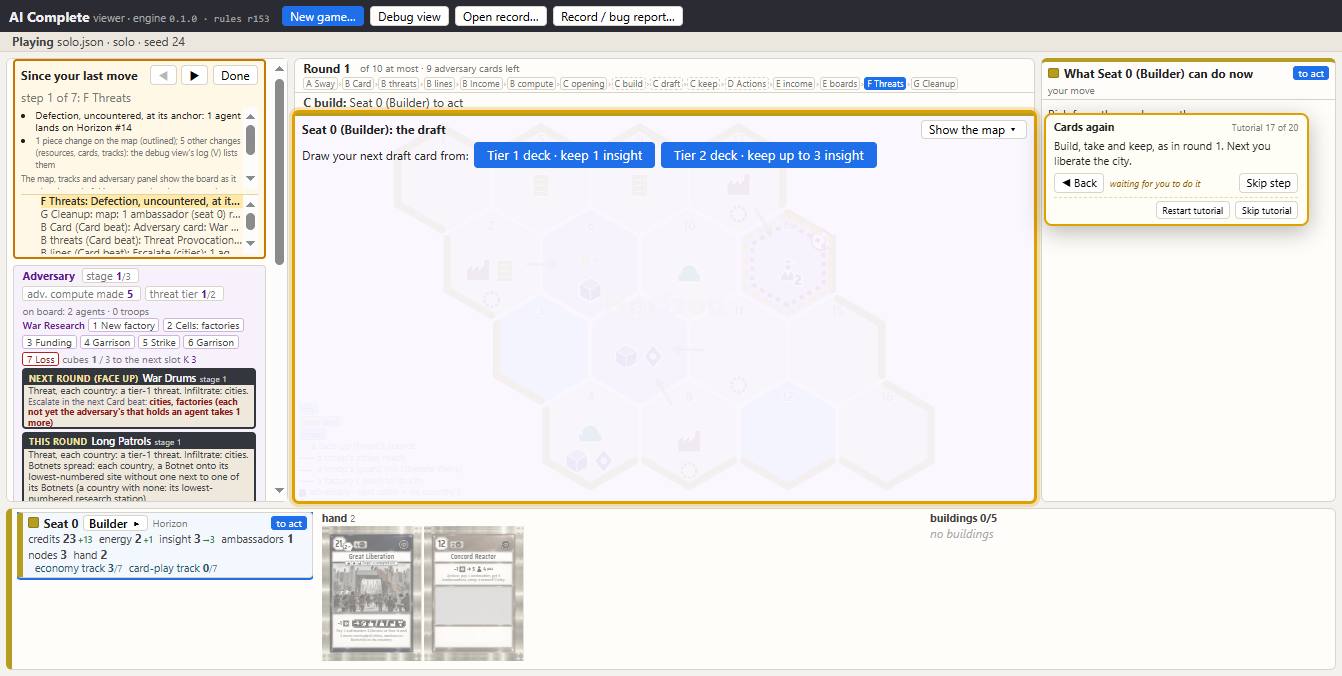 AI Complete viewer · engine 0.1.0 · rules r153 New game... Debug view Open record... Record / bug report...
Playing solo.json · solo · seed 24
Since your last move ◀ ▶ Done
step 1 of 7: F Threats
• Defection, uncountered, at its anchor: 1 agent
lands on Horizon #14
• 1 piece change on the map (outlined); 5 other changes
(resources, cards, tracks): the debug view's log (V) lists
them
The map, tracks and adversary panel show the board as it
F Threats: Defection, uncountered, at it...
G Cleanup: map: 1 ambassador (seat 0) r...
B Card (Card beat): Adversary card: War ...
B threats (Card beat): Threat Provocation...
B lines (Card beat): Escalate (cities): 1 ag...
Adversary stage 1/3
adv. compute made 5 threat tier 1/2
on board: 2 agents · 0 troops
War Research 1 New factory 2 Cells: factories
3 Funding 4 Garrison 5 Strike 6 Garrison
7 Loss cubes 1 / 3 to the next slot K 3
NEXT ROUND (FACE UP) War Drums stage 1
Threat, each country: a tier-1 threat. Infiltrate: cities.
Escalate in the next Card beat: cities, factories (each
not yet the adversary's that holds an agent takes 1
more)
THIS ROUND Long Patrols stage 1
Threat, each country: a tier-1 threat. Infiltrate: cities.
Botnets spread: each country, a Botnet onto its
lowest-numbered site without one next to one of
its Botnets (a country with none: its lowest-
numbered research station)
Round 1 of 10 at most · 9 adversary cards left
A Sway › B Card › B threats › B lines › B Income › B compute › C opening › C build › C draft › C keep › D Actions › E income › E boards › F Threats › G Cleanup
C build: Seat 0 (Builder) to act
Seat 0 (Builder): the draft Show the map ▾
Draw your next draft card from: Tier 1 deck · keep 1 insight Tier 2 deck · keep up to 3 insight
What Seat 0 (Builder) can do now to act
your move
Cards again Tutorial 17 of 20
Build, take and keep, as in round 1. Next you
liberate the city.
◀ Back waiting for you to do it Skip step
Restart tutorial Skip tutorial
Seat 0 Builder ▸ Horizon to act
credits 23 +13 energy 2 +1 insight 3 →3 ambassadors 1
nodes 3 hand 2
economy track 3/7 card-play track 0/7
hand 2
21
Great Liberation
12
Concord Reactor
buildings 0/5
no buildings